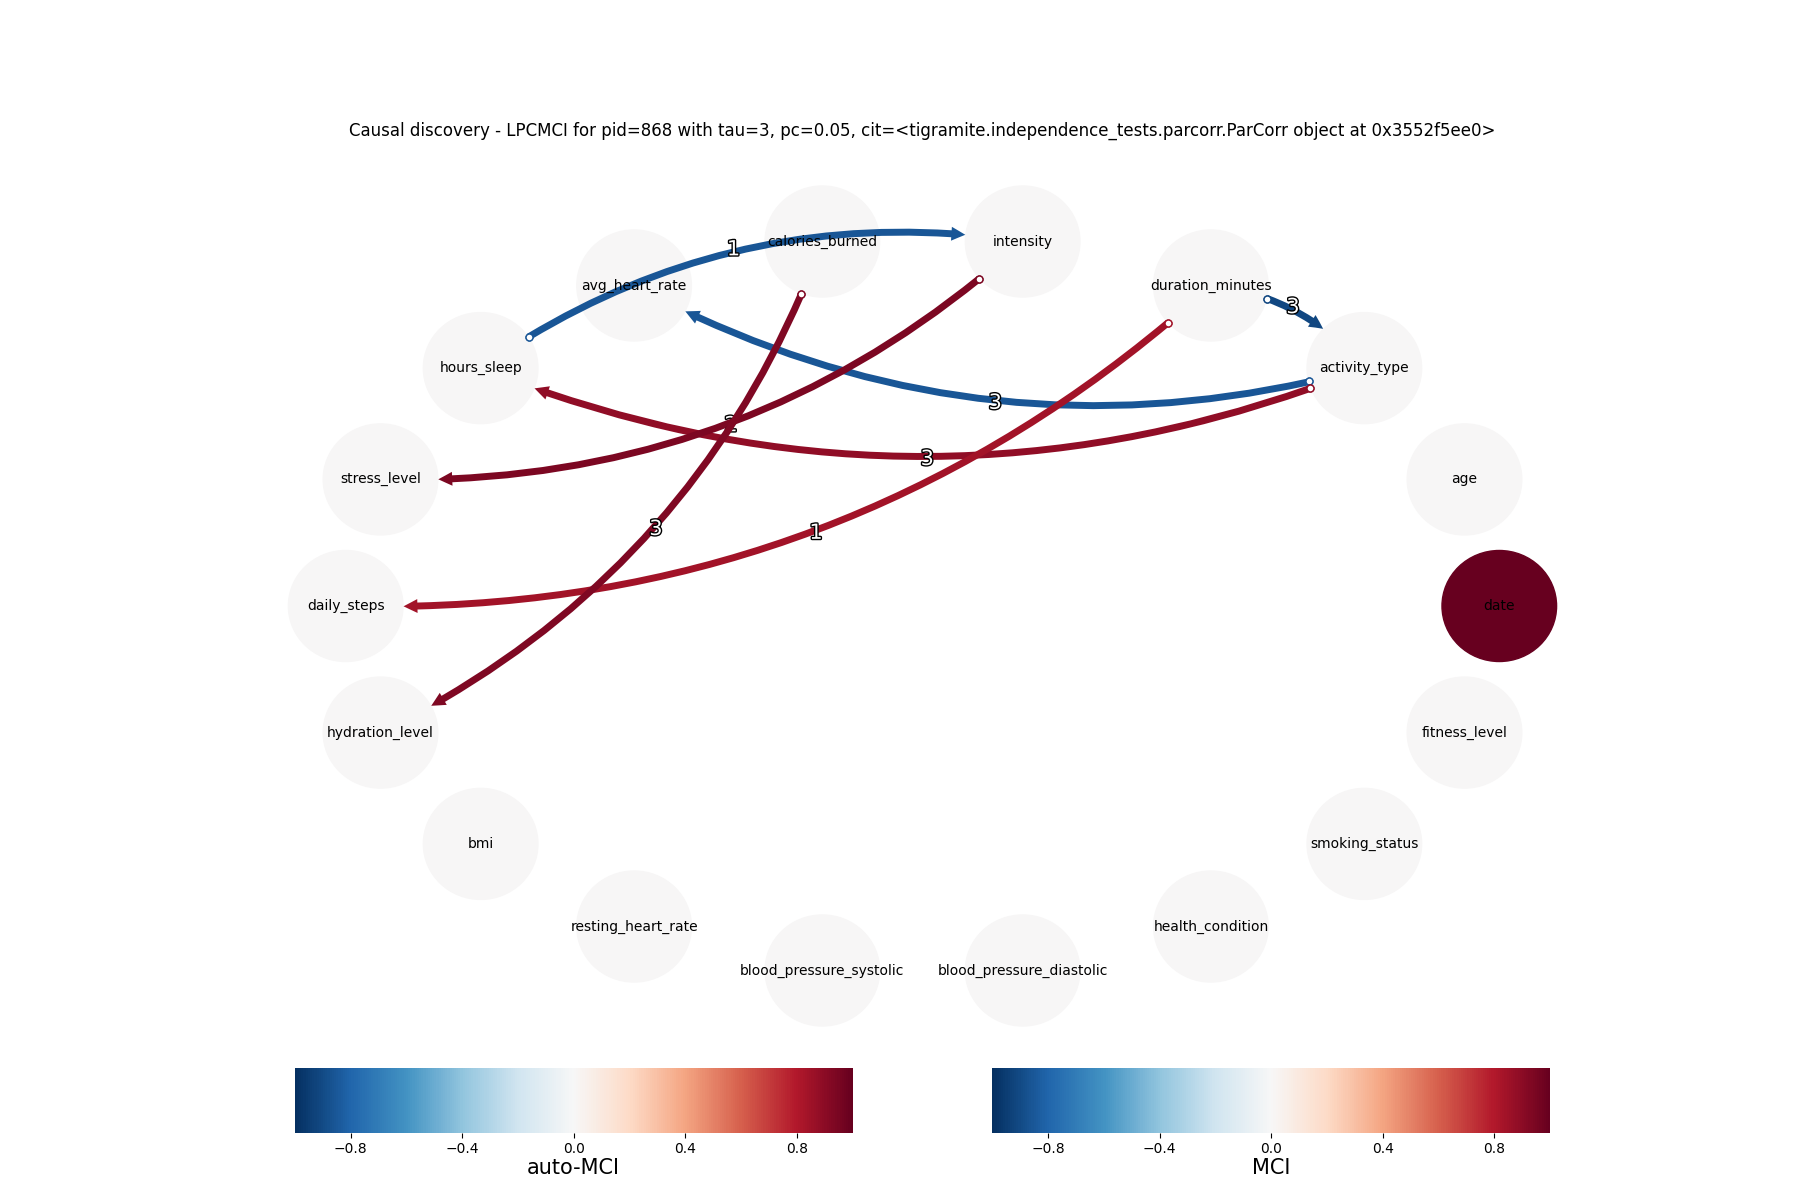 Causal discovery - LPCMCI for pid=868 with tau=3, pc=0.05, cit=<tigramite.independence_tests.parcorr.ParCorr object at 0x3552f5ee0>
calories_burned
intensity
avg_heart_rate
duration_minutes
1
3
hours_sleep
activity_type
3
3
stress_level
age
3
1
daily_steps
date
hydration_level
fitness_level
bmi
smoking_status
resting_heart_rate
health_condition
blood_pressure_systolic
blood_pressure_diastolic
−0.8 −0.4 0.0 0.4 0.8
auto-MCI
−0.8 −0.4 0.0 0.4 0.8
MCI